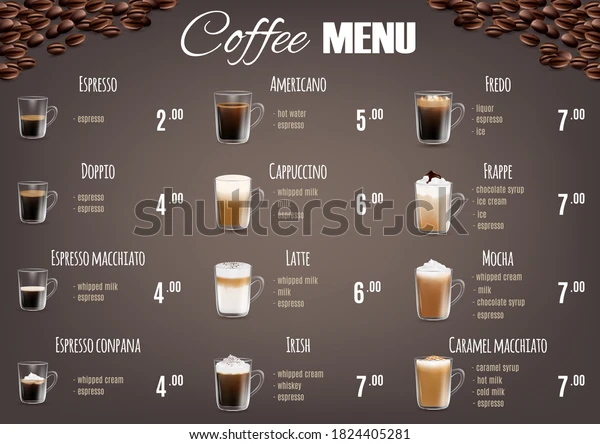 Coffee MENU
ESPRESSO
- espresso
2.00
AMERICANO
- hot water
- espresso
5.00
FREDO
- liquor
- espresso
- ice
7.00
DOPPIO
- espresso
- espresso
4.00
CAPPUCCINO
- whipped milk
- milk
- espresso
6.00
FRAPPE
- chocolate syrup
- ice cream
- ice
- espresso
7.00
ESPRESSO MACCHIATO
- whipped milk
- espresso
4.00
LATTE
- whipped milk
- milk
- espresso
6.00
MOCHA
- whipped cream
- milk
- chocolate syrup
- espresso
7.00
ESPRESSO CONPANA
- whipped cream
- espresso
4.00
IRISH
- whipped cream
- whiskey
- espresso
7.00
CARAMEL MACCHIATO
- caramel syrup
- hot milk
- cold milk
- espresso
7.00
shutterstock
IMAGE ID: 1824405281
www.shutterstock.com